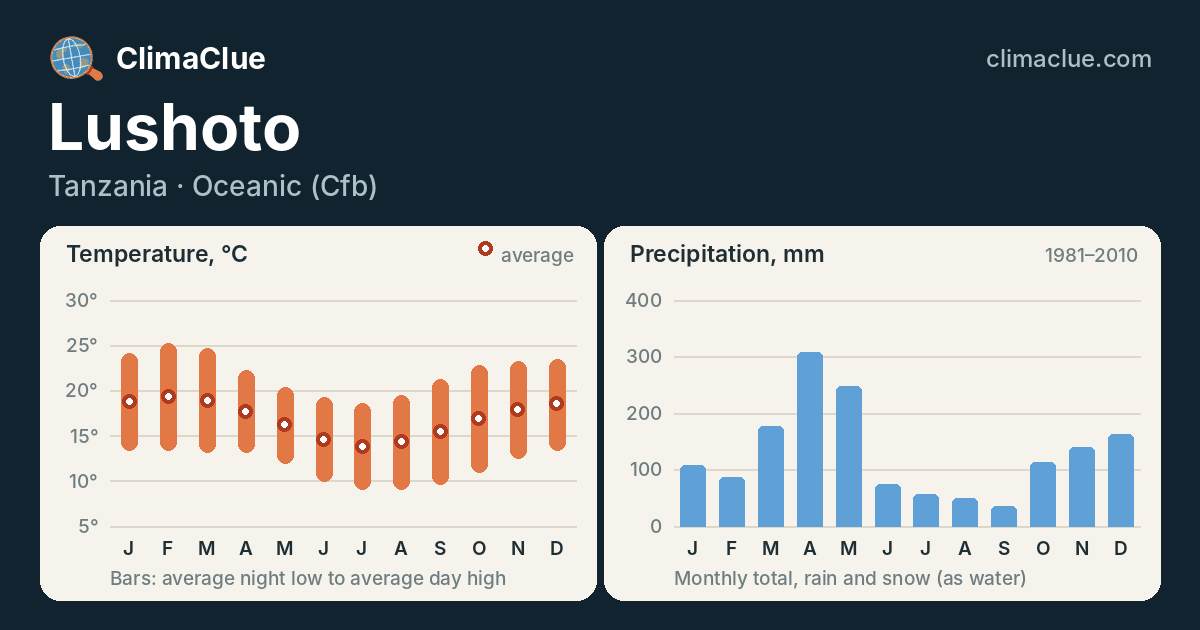 ClimaClue
climaclue.com
Lushoto
Tanzania · Oceanic (Cfb)
Temperature, °C
average
30°
25°
20°
15°
10°
5°
J F M A M J J A S O N D
Bars: average night low to average day high
Precipitation, mm
1981–2010
400
300
200
100
0
J F M A M J J A S O N D
Monthly total, rain and snow (as water)